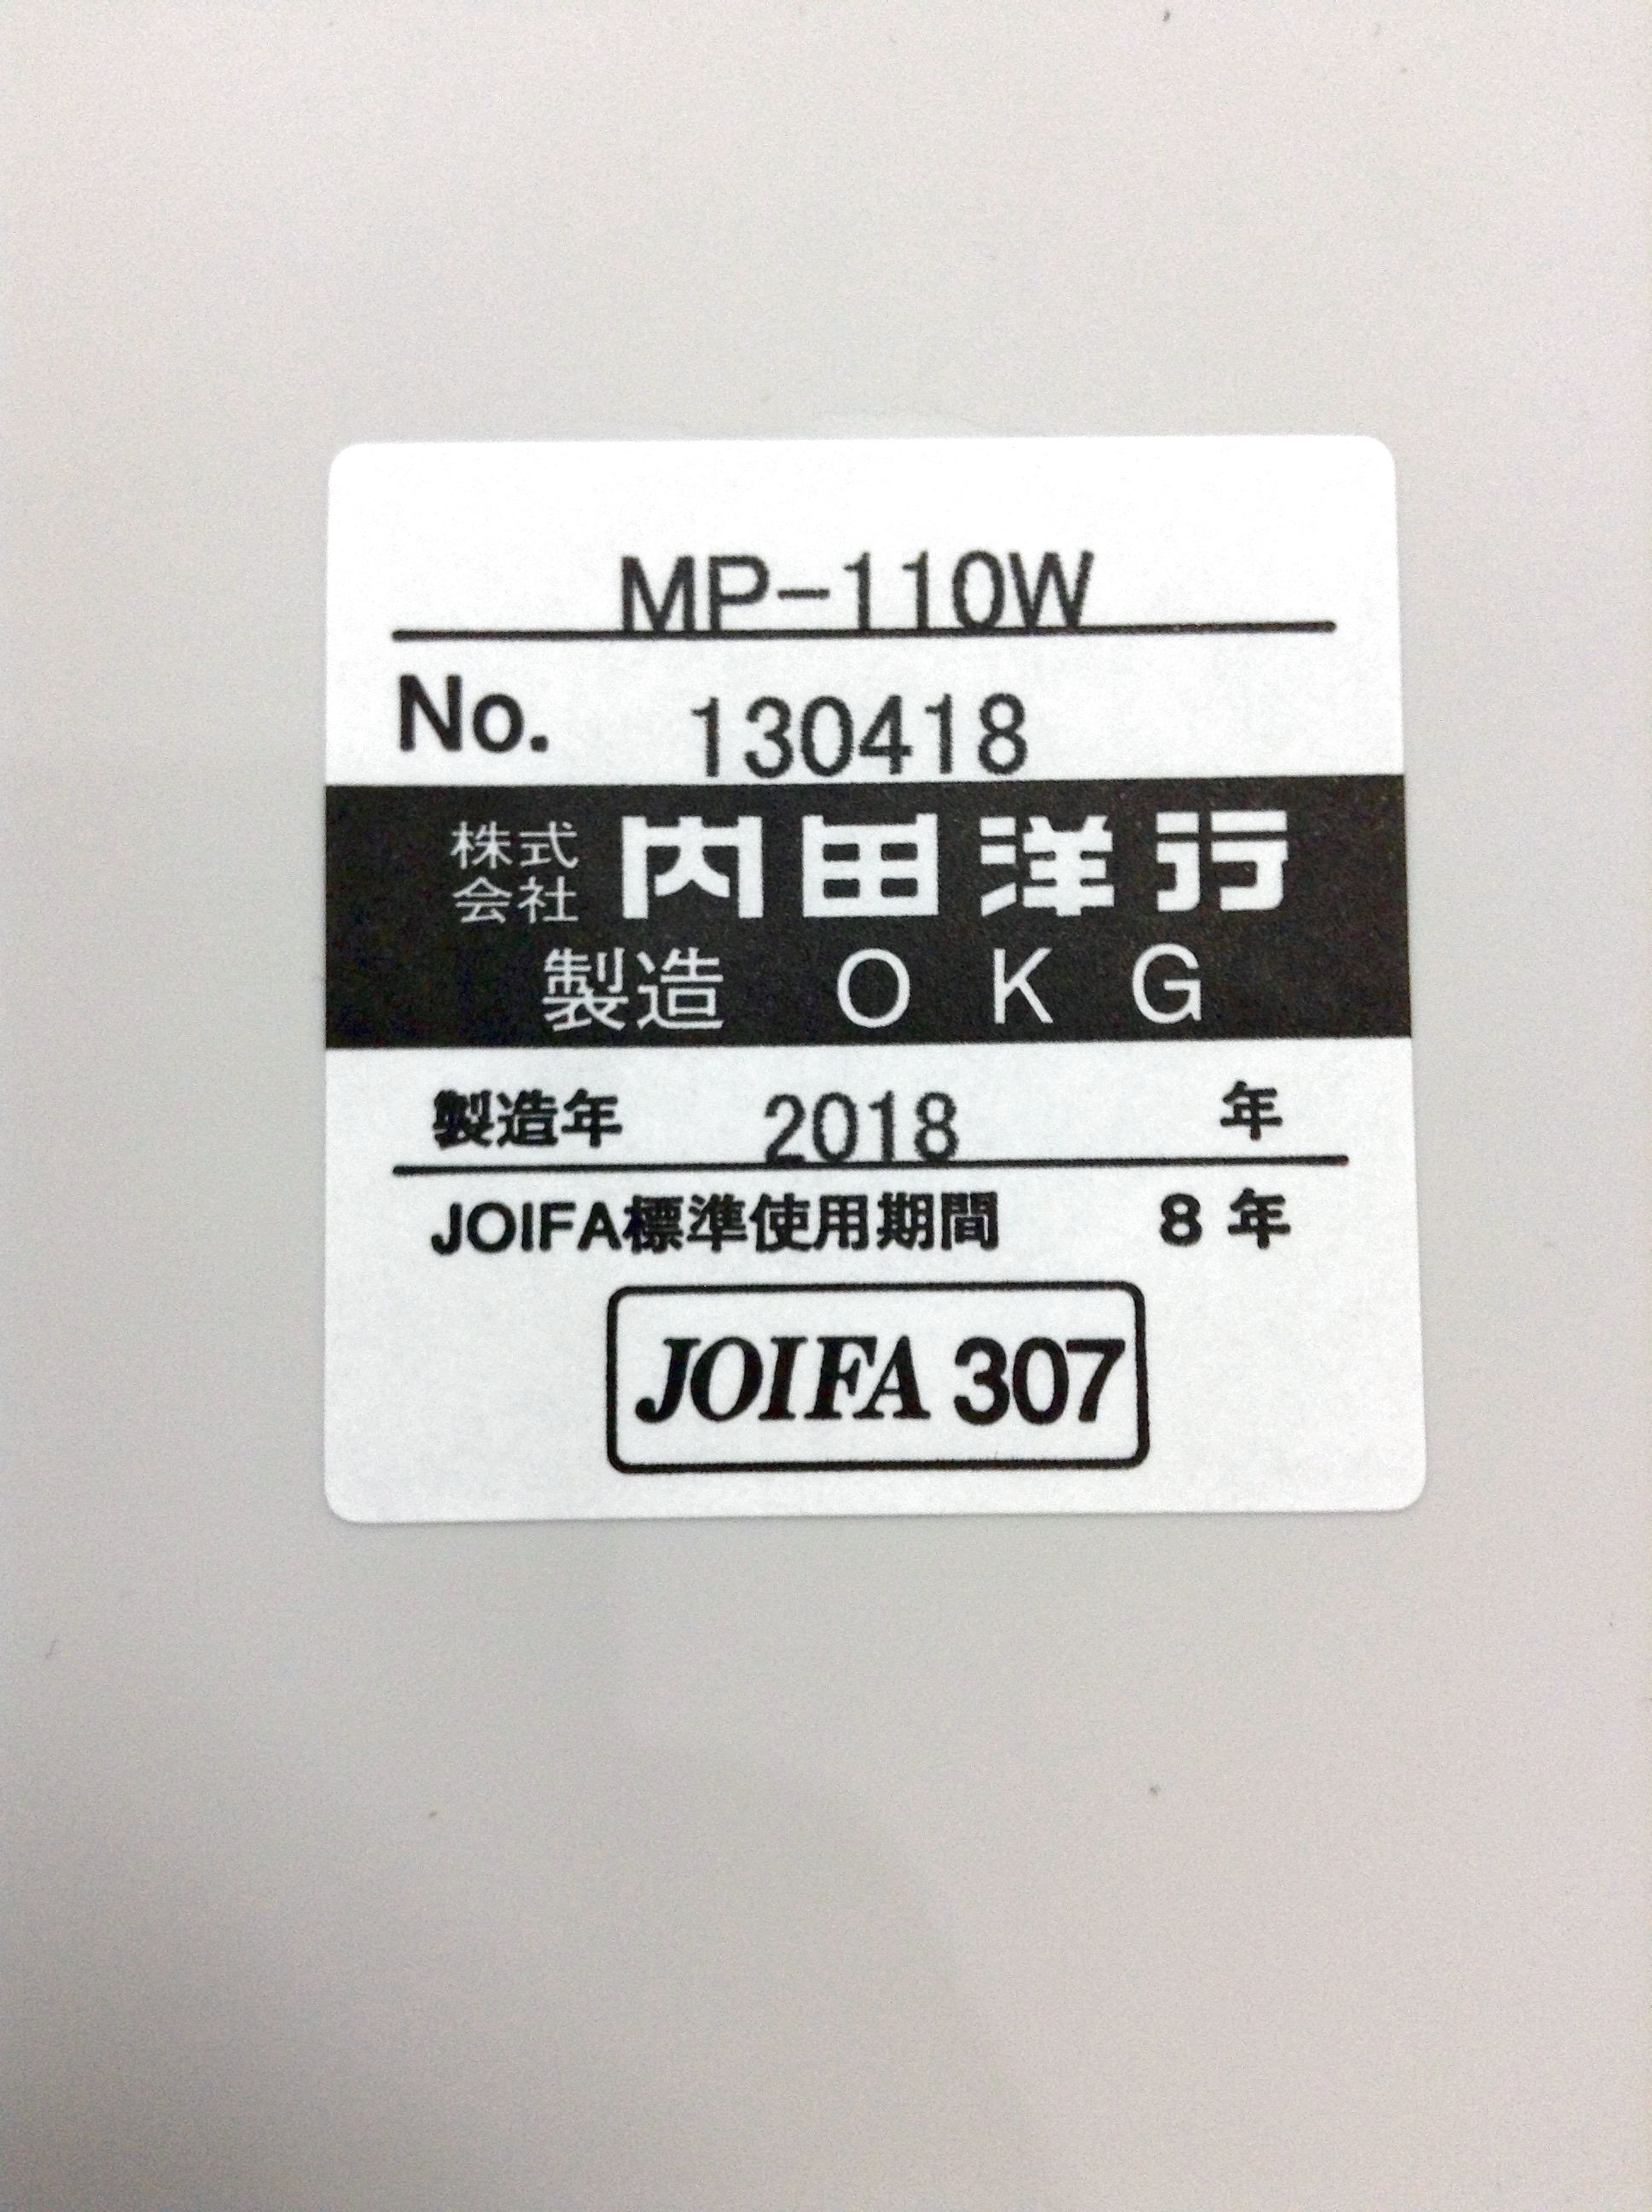 MP-110W
No. 130418
株式会社 内田洋行
製造 OKG
製造年 2018 年
JOIFA標準使用期間 8年
JOIFA 307